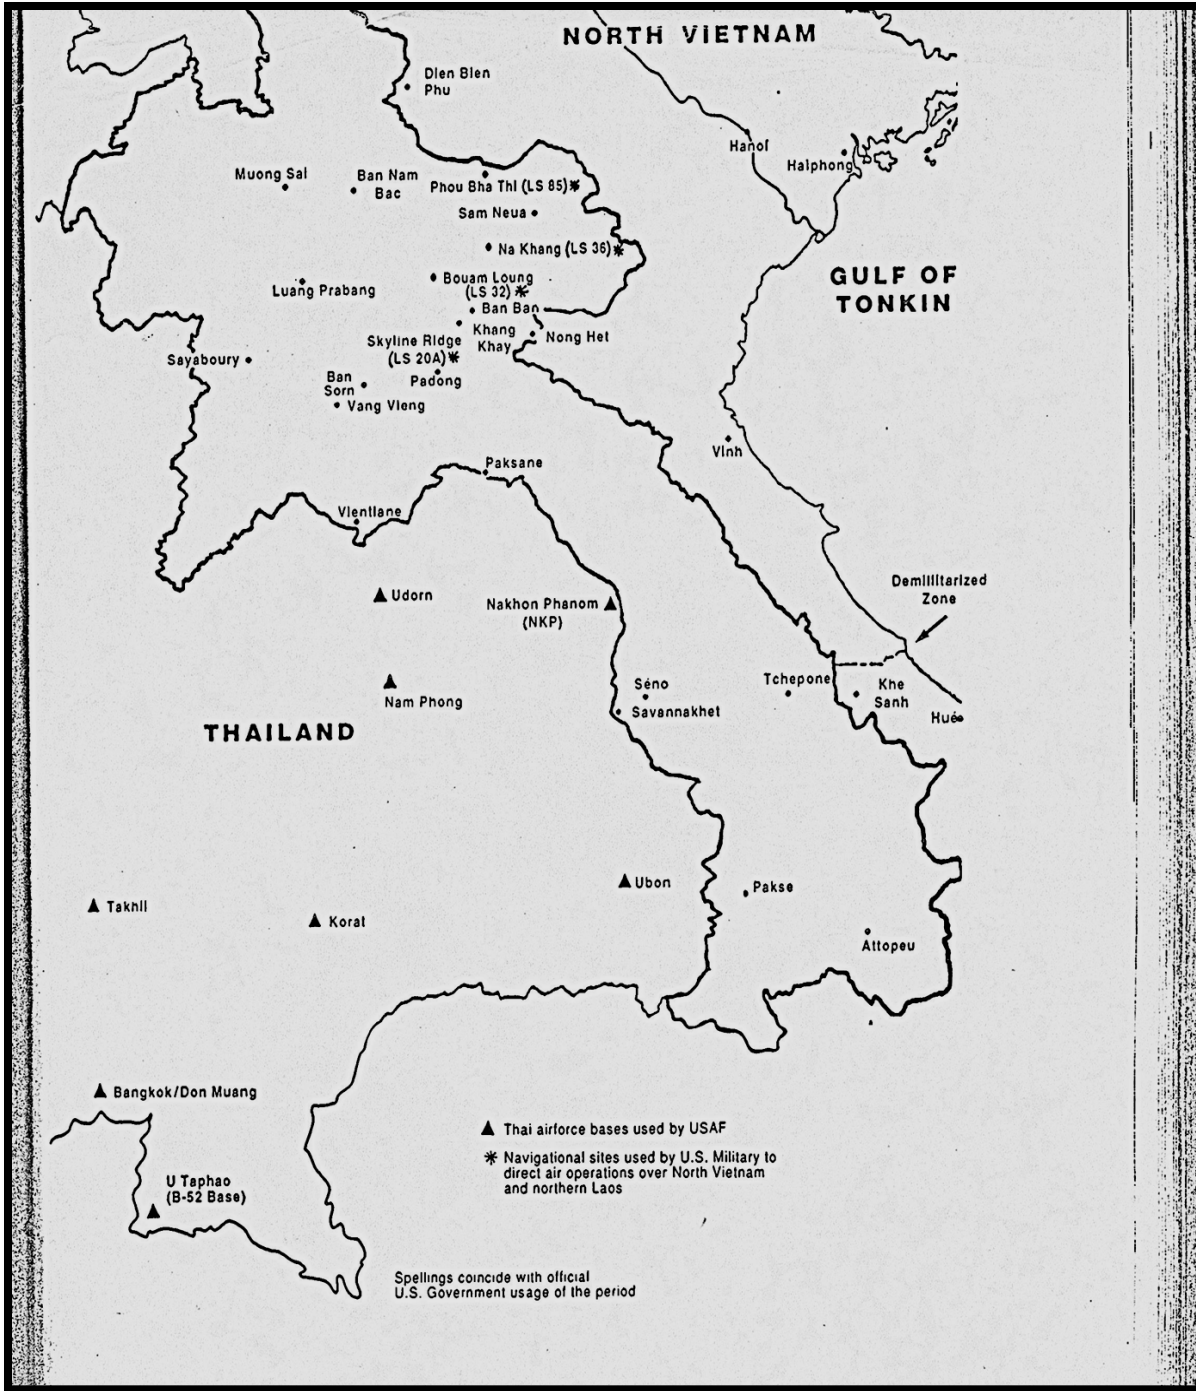 NORTH VIETNAM
Dien Bien
Phu
Hanoi
Haiphong
Muong Sai
Ban Nam
Bac
Phou Bha Thi (LS 85)✱
Sam Neua
Na Khang (LS 36)✱
GULF OF
TONKIN
Bouam Loung
(LS 32)✱
Luang Prabang
Ban Ban
Khang
Khay
Nong Het
Skyline Ridge
(LS 20A)✱
Sayaboury
Padong
Ban
Sorn
Vang Vieng
Vinh
Paksane
Vientiane
Demilitarized
Zone
Udorn
Nakhon Phanom
(NKP)
Nam Phong
Séno
Savannakhet
Tchepone
Khe
Sanh
Hué
THAILAND
Ubon
Pakse
Takhli
Korat
Attopeu
Bangkok/Don Muang
▲ Thai airforce bases used by USAF
✱ Navigational sites used by U.S. Military to
direct air operations over North Vietnam
and northern Laos
U Taphao
(B-52 Base)
Spellings coincide with official
U.S. Government usage of the period